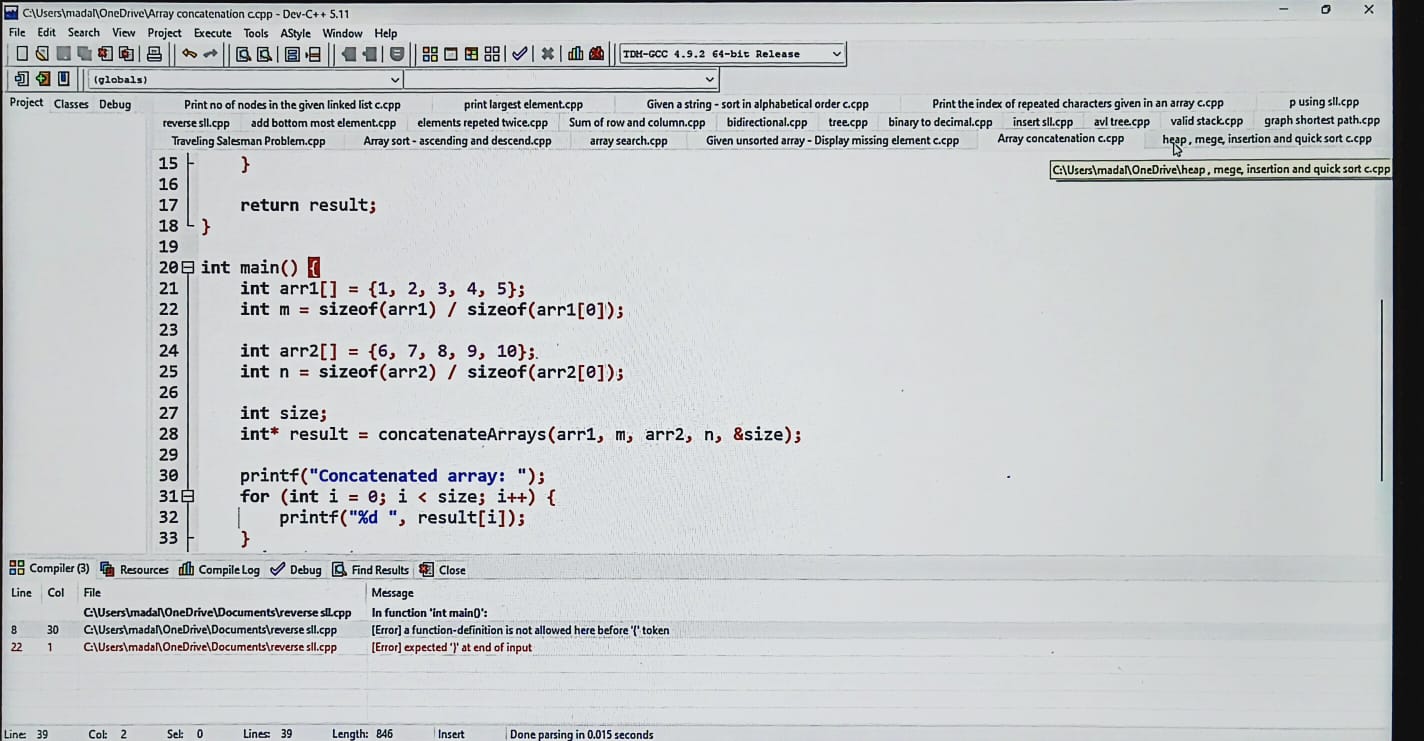 C:\Users\madal\OneDrive\Array concatenation c.cpp - Dev-C++ 5.11
File Edit Search View Project Execute Tools AStyle Window Help
TDM-GCC 4.9.2 64-bit Release
(globals)
Project Classes Debug
Print no of nodes in the given linked list c.cpp print largest element.cpp Given a string - sort in alphabetical order c.cpp Print the index of repeated characters given in an array c.cpp p using sll.cpp
reverse sll.cpp add bottom most element.cpp elements repeted twice.cpp Sum of row and column.cpp bidirectional.cpp tree.cpp binary to decimal.cpp insert sll.cpp avl tree.cpp valid stack.cpp graph shortest path.cpp
Traveling Salesman Problem.cpp Array sort - ascending and descend.cpp array search.cpp Given unsorted array - Display missing element c.cpp Array concatenation c.cpp heap , mege, insertion and quick sort c.cpp
C:\Users\madal\OneDrive\heap , mege, insertion and quick sort c.cpp
15 }
16
17 return result;
18 }
19
20 int main() {
21 int arr1[] = {1, 2, 3, 4, 5};
22 int m = sizeof(arr1) / sizeof(arr1[0]);
23
24 int arr2[] = {6, 7, 8, 9, 10};
25 int n = sizeof(arr2) / sizeof(arr2[0]);
26
27 int size;
28 int* result = concatenateArrays(arr1, m, arr2, n, &size);
29
30 printf("Concatenated array: ");
31 for (int i = 0; i < size; i++) {
32 printf("%d ", result[i]);
33 }
Compiler (3) Resources Compile Log Debug Find Results Close
Line Col File Message
C:\Users\madal\OneDrive\Documents\reverse sll.cpp In function 'int main()':
8 30 C:\Users\madal\OneDrive\Documents\reverse sll.cpp [Error] a function-definition is not allowed here before '{' token
22 1 C:\Users\madal\OneDrive\Documents\reverse sll.cpp [Error] expected '}' at end of input
Line: 39 Col: 2 Sel: 0 Lines: 39 Length: 846 Insert Done parsing in 0.015 seconds